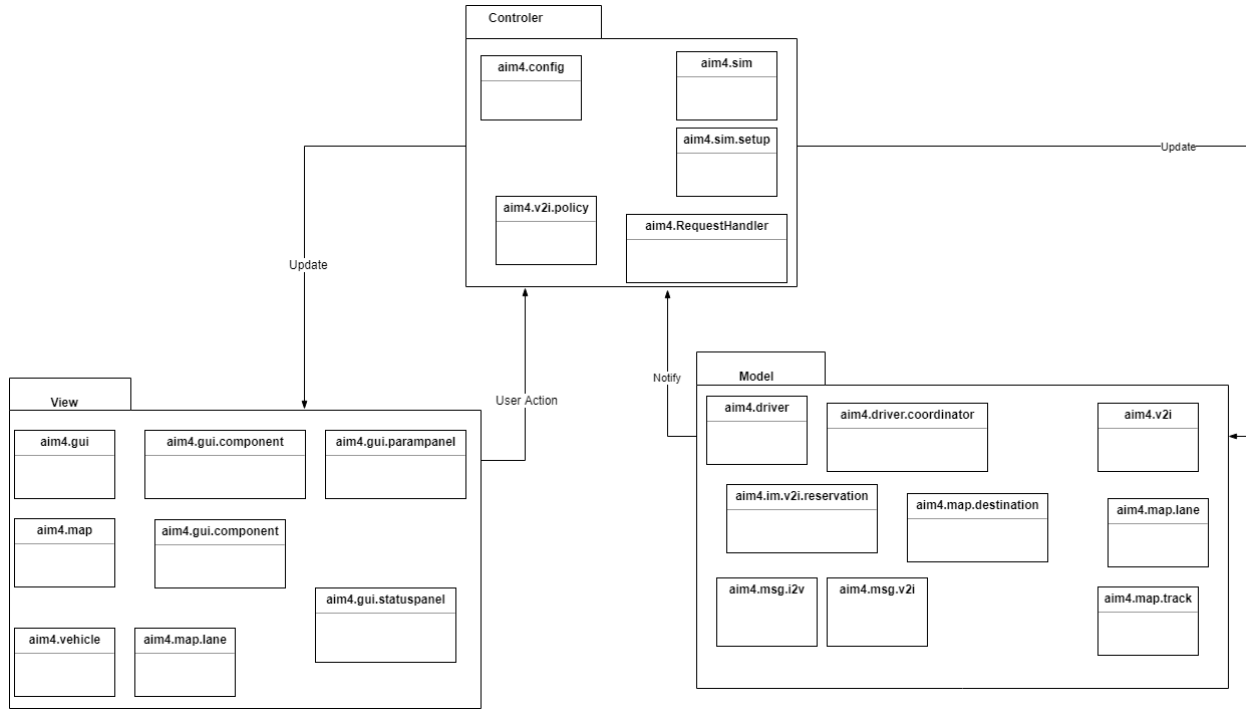 Controler
aim4.config
aim4.sim
aim4.sim.setup
aim4.v2i.policy
aim4.RequestHandler
Update
Update
User Action
Notify
View
aim4.gui
aim4.gui.component
aim4.gui.parampanel
aim4.map
aim4.gui.component
aim4.gui.statuspanel
aim4.vehicle
aim4.map.lane
Model
aim4.driver
aim4.driver.coordinator
aim4.v2i
aim4.im.v2i.reservation
aim4.map.destination
aim4.map.lane
aim4.msg.i2v
aim4.msg.v2i
aim4.map.track